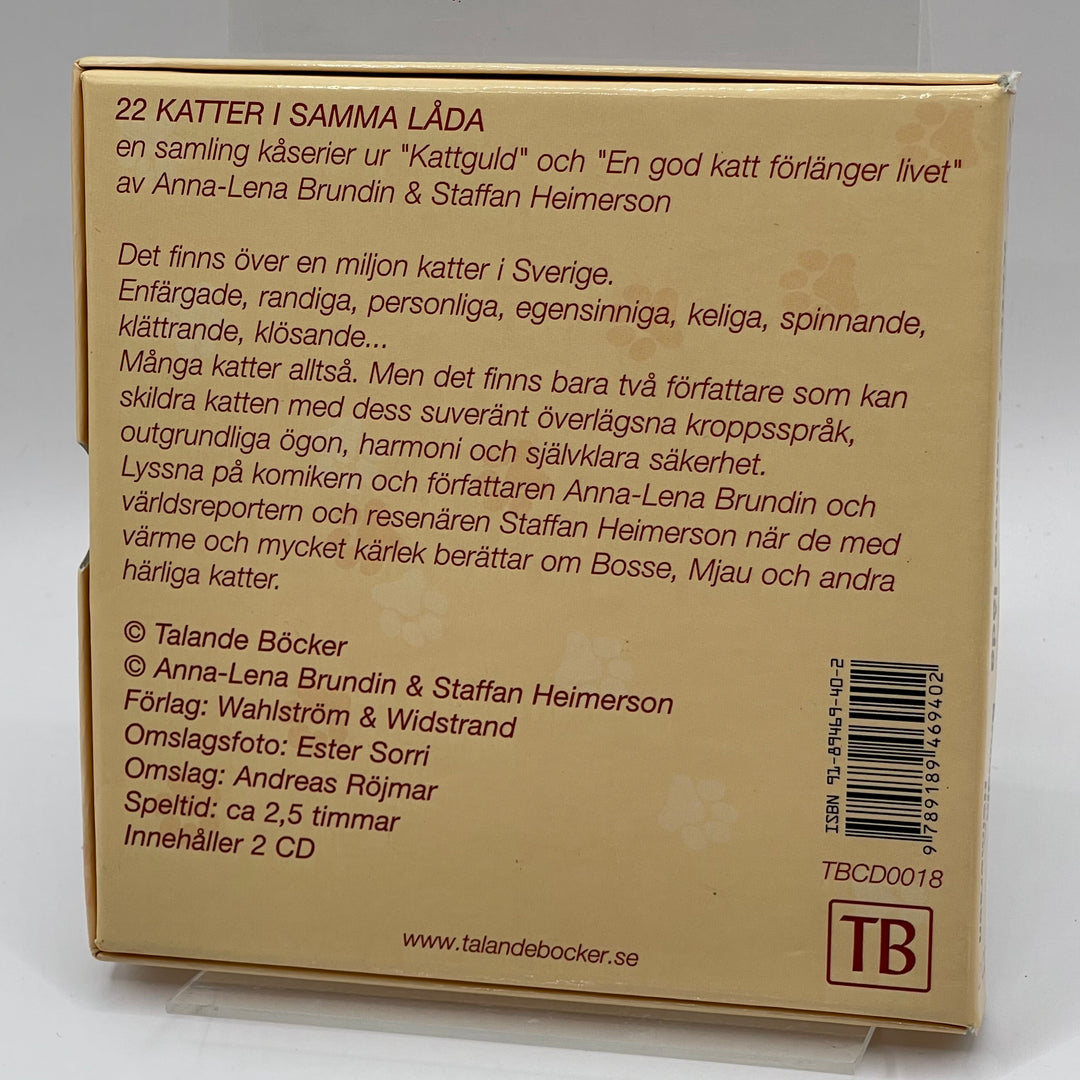 22 KATTER I SAMMA LÅDA
en samling kåserier ur "Kattguld" och "En god katt förlänger livet"
av Anna-Lena Brundin & Staffan Heimerson
Det finns över en miljon katter i Sverige.
Enfärgade, randiga, personliga, egensinniga, keliga, spinnande,
klättrande, klösande...
Många katter alltså. Men det finns bara två författare som kan
skildra katten med dess suveränt överlägsna kroppsspråk,
outgrundliga ögon, harmoni och självklara säkerhet.
Lyssna på komikern och författaren Anna-Lena Brundin och
världsreportern och resenären Staffan Heimerson när de med
värme och mycket kärlek berättar om Bosse, Mjau och andra
härliga katter.
© Talande Böcker
© Anna-Lena Brundin & Staffan Heimerson
Förlag: Wahlström & Widstrand
Omslagsfoto: Ester Sorri
Omslag: Andreas Röjmar
Speltid: ca 2,5 timmar
Innehåller 2 CD
ISBN 91-89469-40-2
9 789189 469402
TBCD0018
TB
www.talandebocker.se